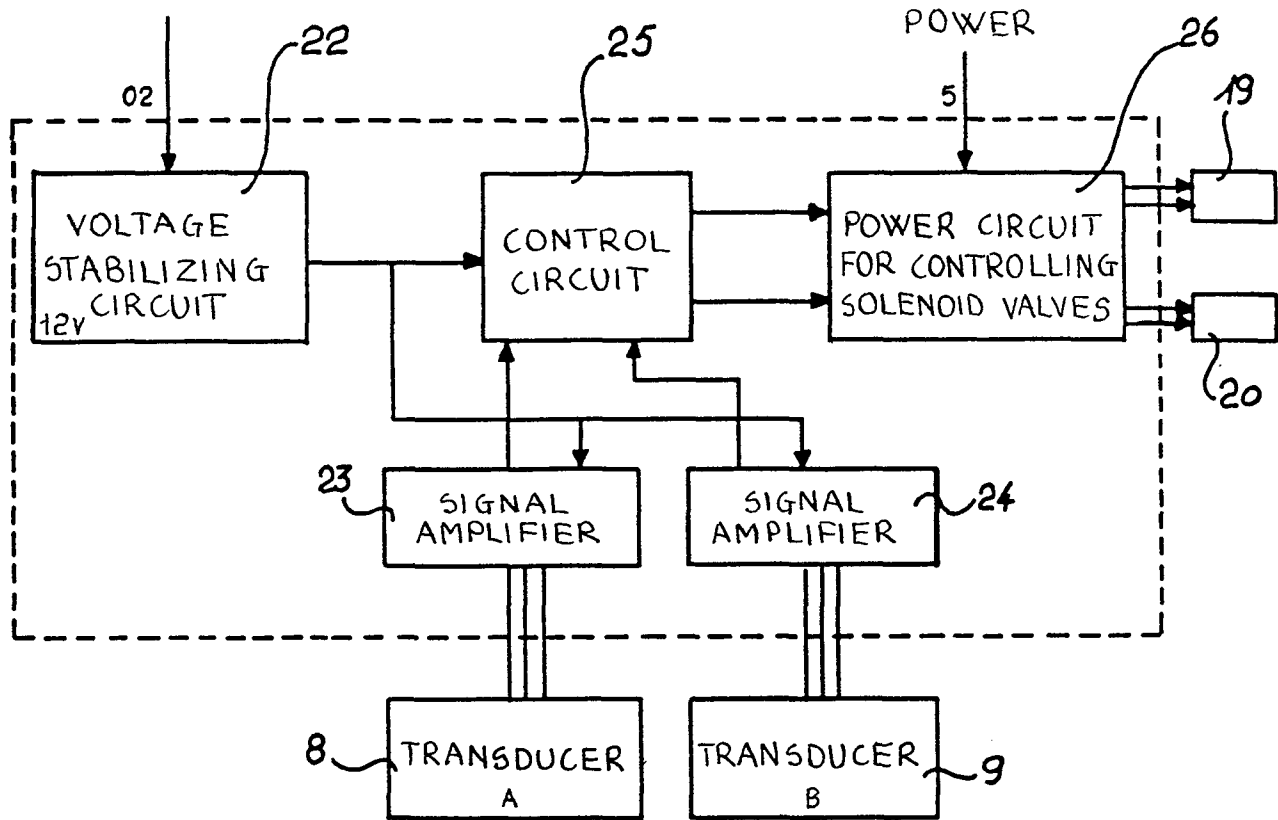 22
25
POWER
26
19
02
5
VOLTAGE
STABILIZING
CIRCUIT
12V
CONTROL
CIRCUIT
POWER CIRCUIT
FOR CONTROLLING
SOLENOID VALVES
20
23
SIGNAL
AMPLIFIER
SIGNAL
AMPLIFIER
24
8
TRANSDUCER
A
TRANSDUCER
B
9